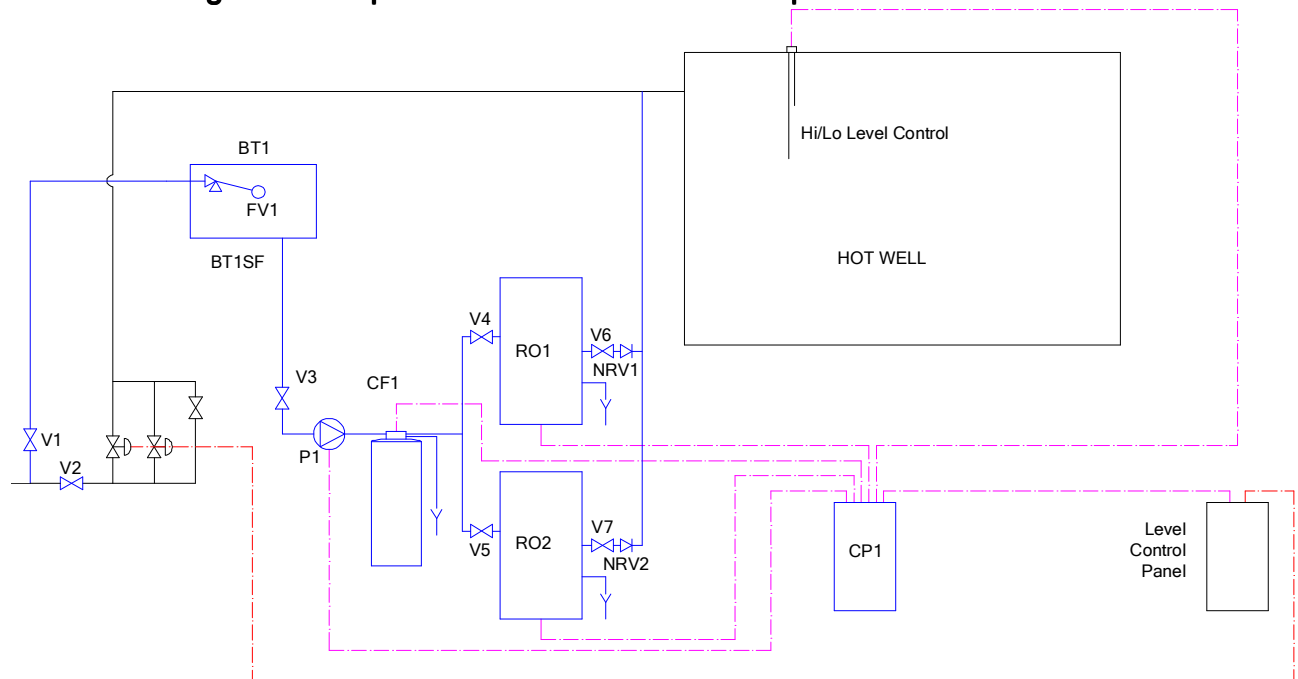 Hi/Lo Level Control
BT1
FV1
BT1SF
HOT WELL
V4
RO1
V6
NRV1
V3
CF1
V1
V2
P1
V5
RO2
V7
NRV2
CP1
Level
Control
Panel